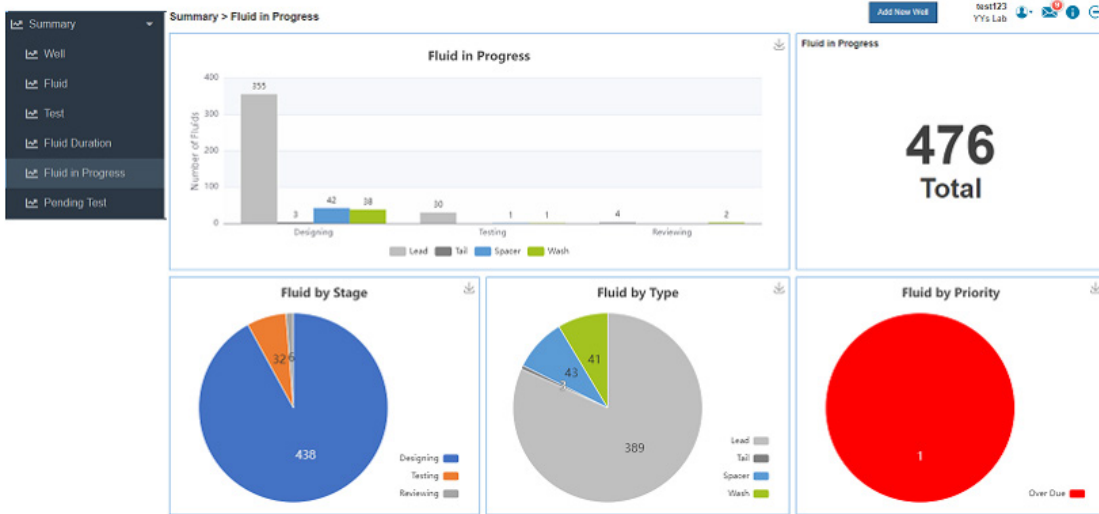 Summary
Well
Fluid
Test
Fluid Duration
Fluid in Progress
Pending Test
Summary > Fluid in Progress
Add New Well
test123
YYs Lab
9
Fluid in Progress
Number of Fluids
400
300
200
100
0
355
3
42
38
30
1
1
4
2
Designing
Testing
Reviewing
Lead Tail Spacer Wash
Fluid in Progress
476
Total
Fluid by Stage
32
6
438
Designing
Testing
Reviewing
Fluid by Type
41
43
3
389
Lead
Tail
Spacer
Wash
Fluid by Priority
1
Over Due